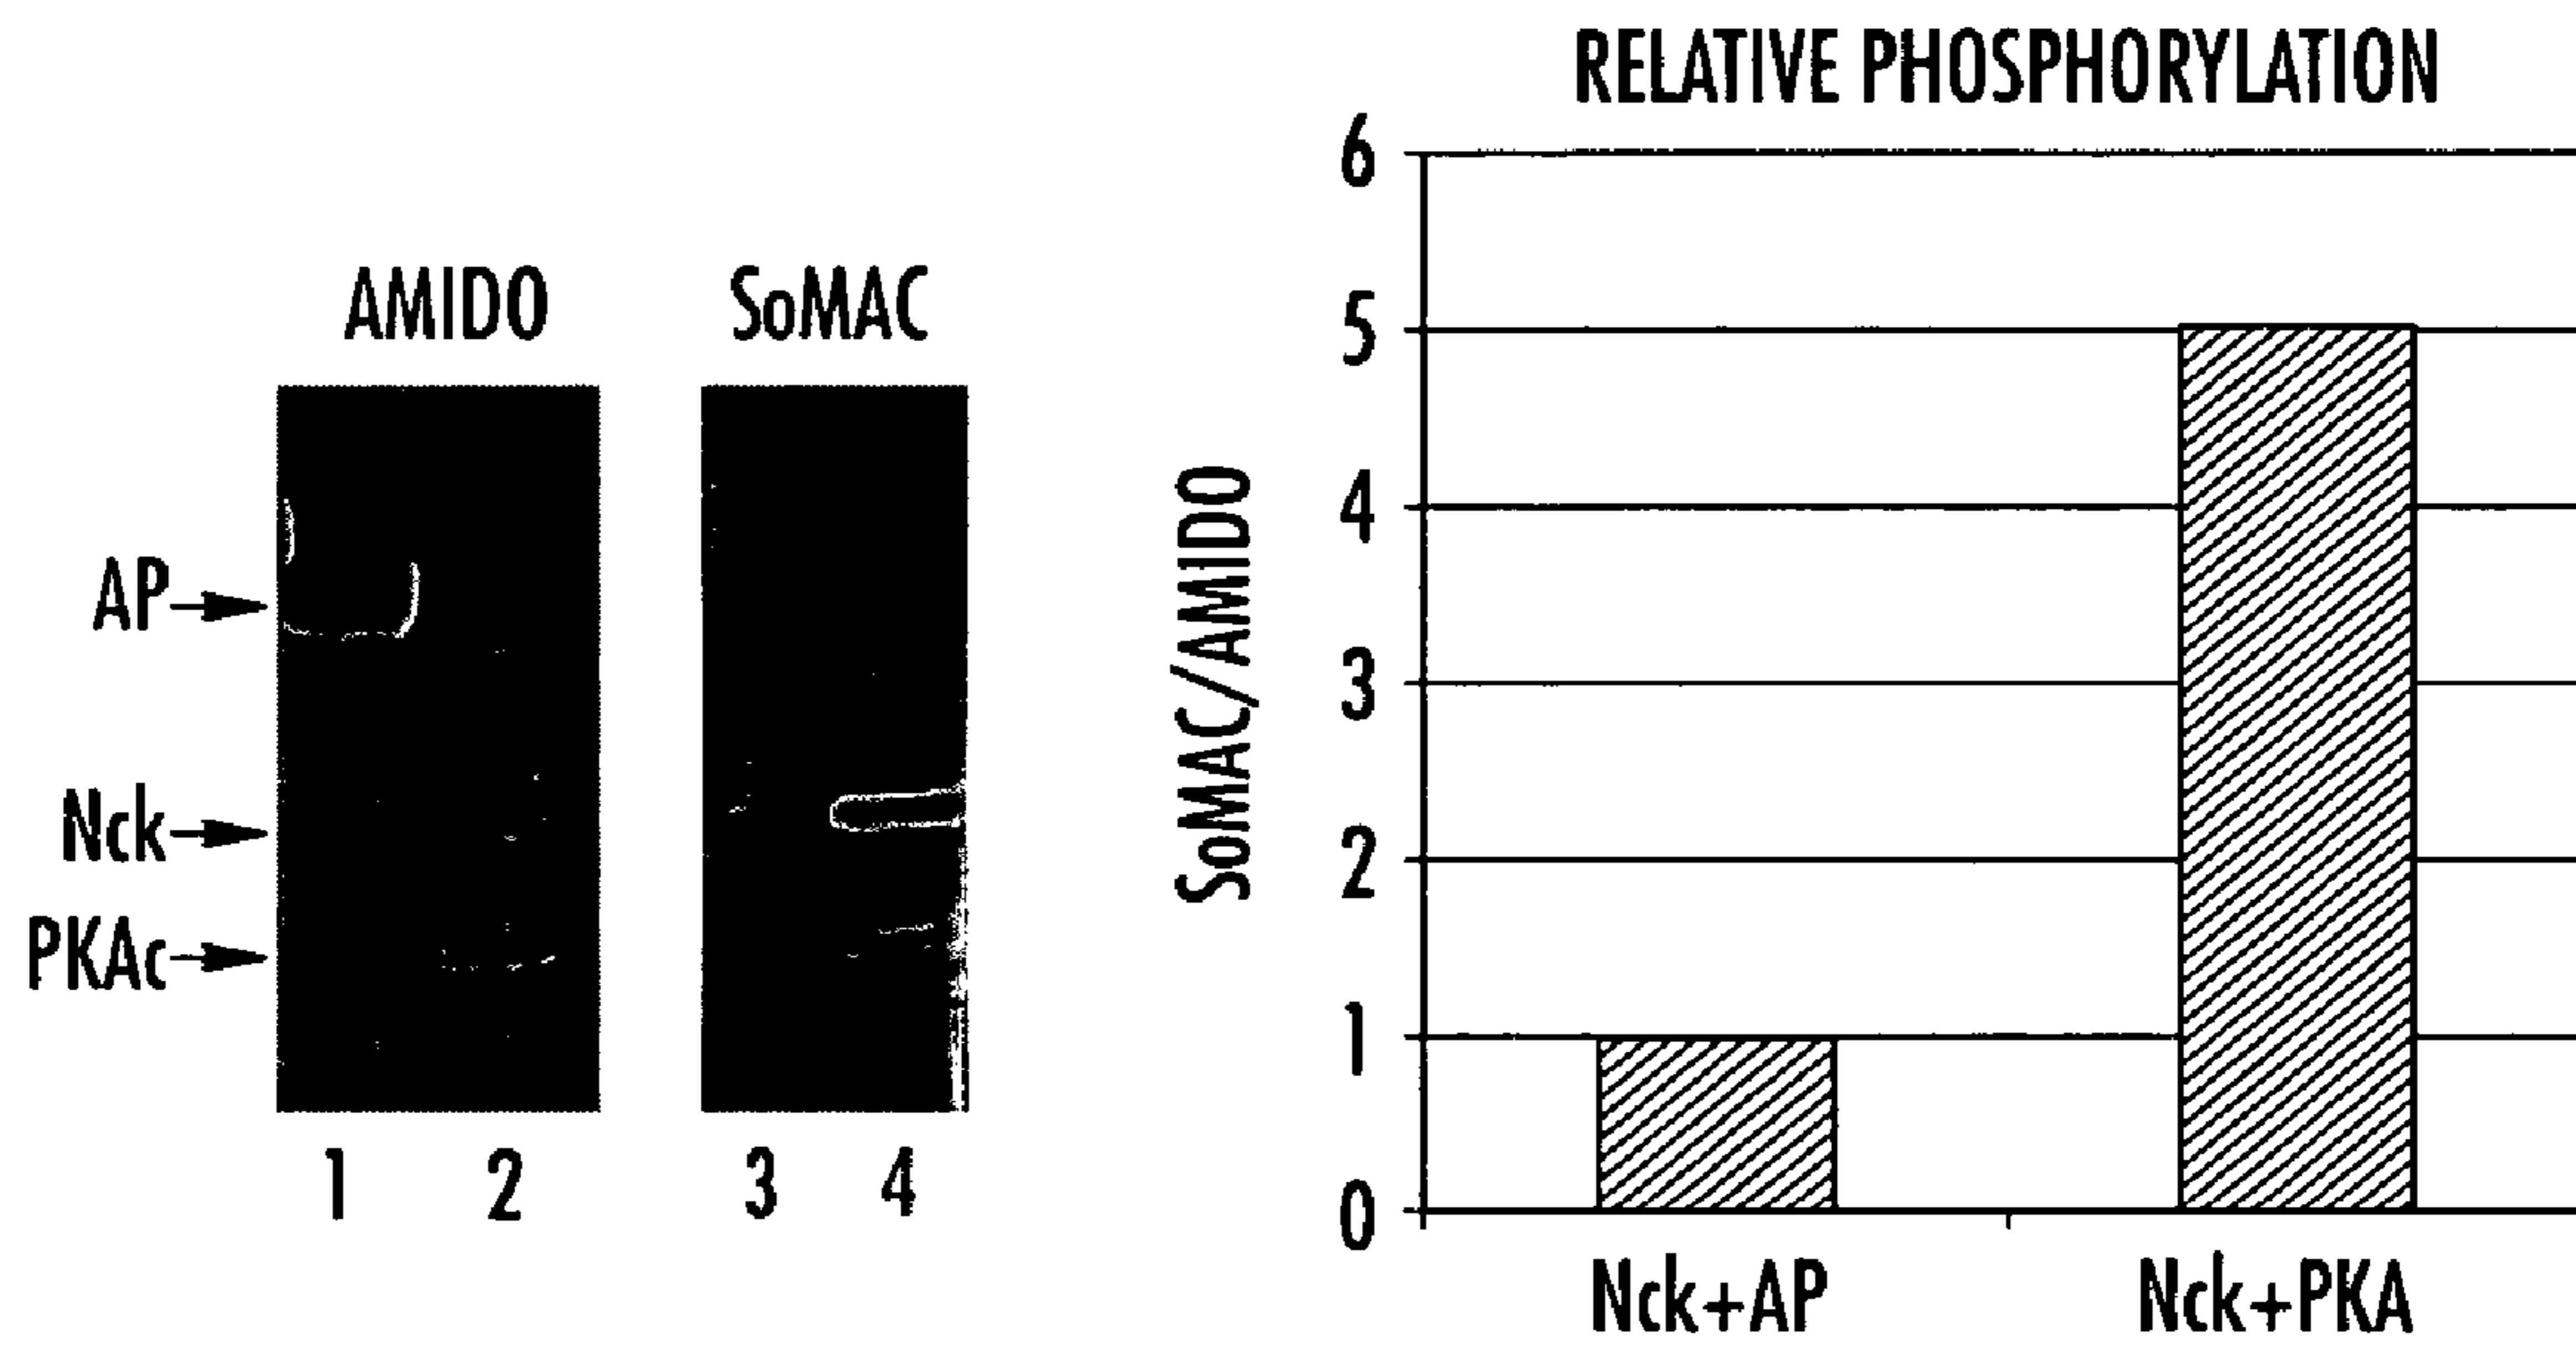 AMIDO SoMAC
AP
Nck
PKAc
1 2 3 4
RELATIVE PHOSPHORYLATION
SoMAC/AMIDO
6
5
4
3
2
1
0
Nck+AP Nck+PKA